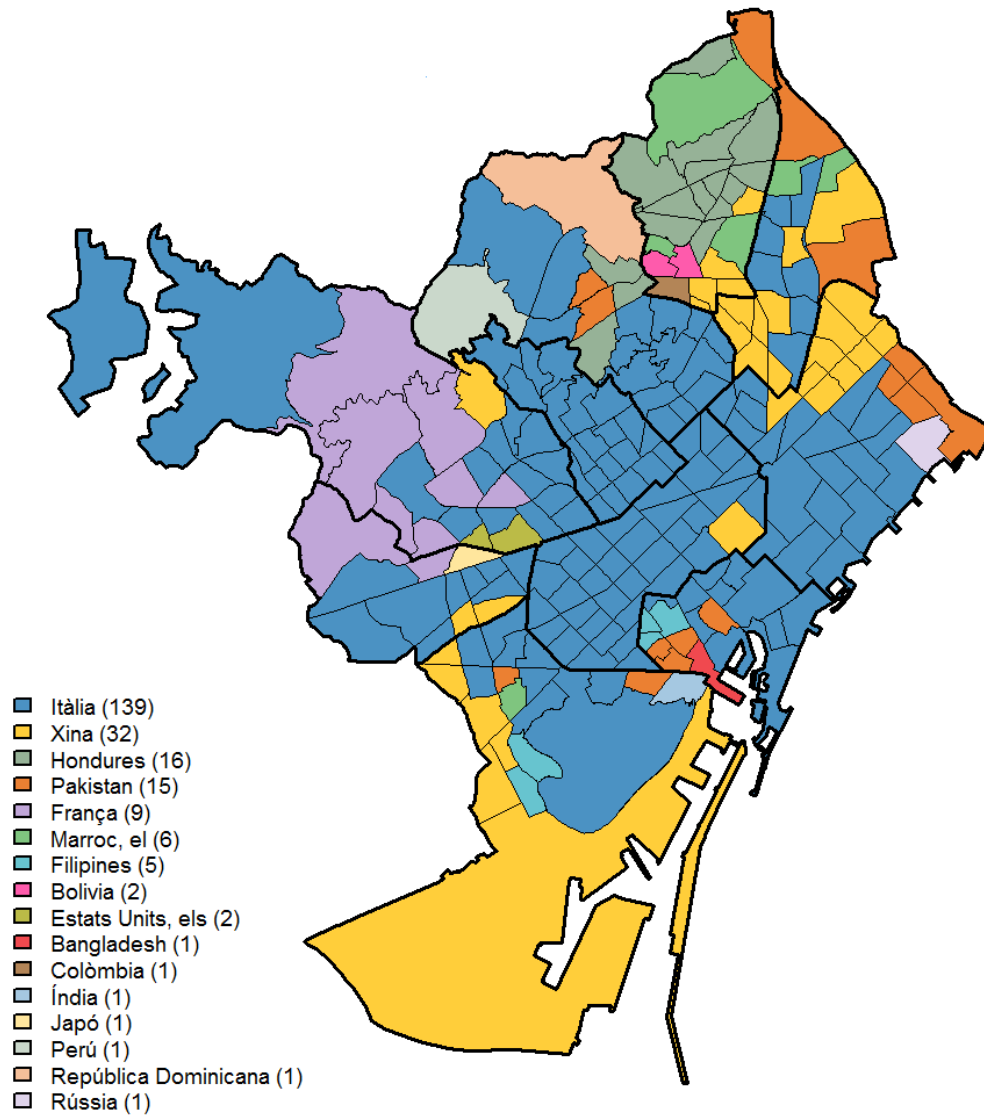 Itàlia (139)
Xina (32)
Hondures (16)
Pakistan (15)
França (9)
Marroc, el (6)
Filipines (5)
Bolivia (2)
Estats Units, els (2)
Bangladesh (1)
Colòmbia (1)
Índia (1)
Japó (1)
Perú (1)
República Dominicana (1)
Rússia (1)